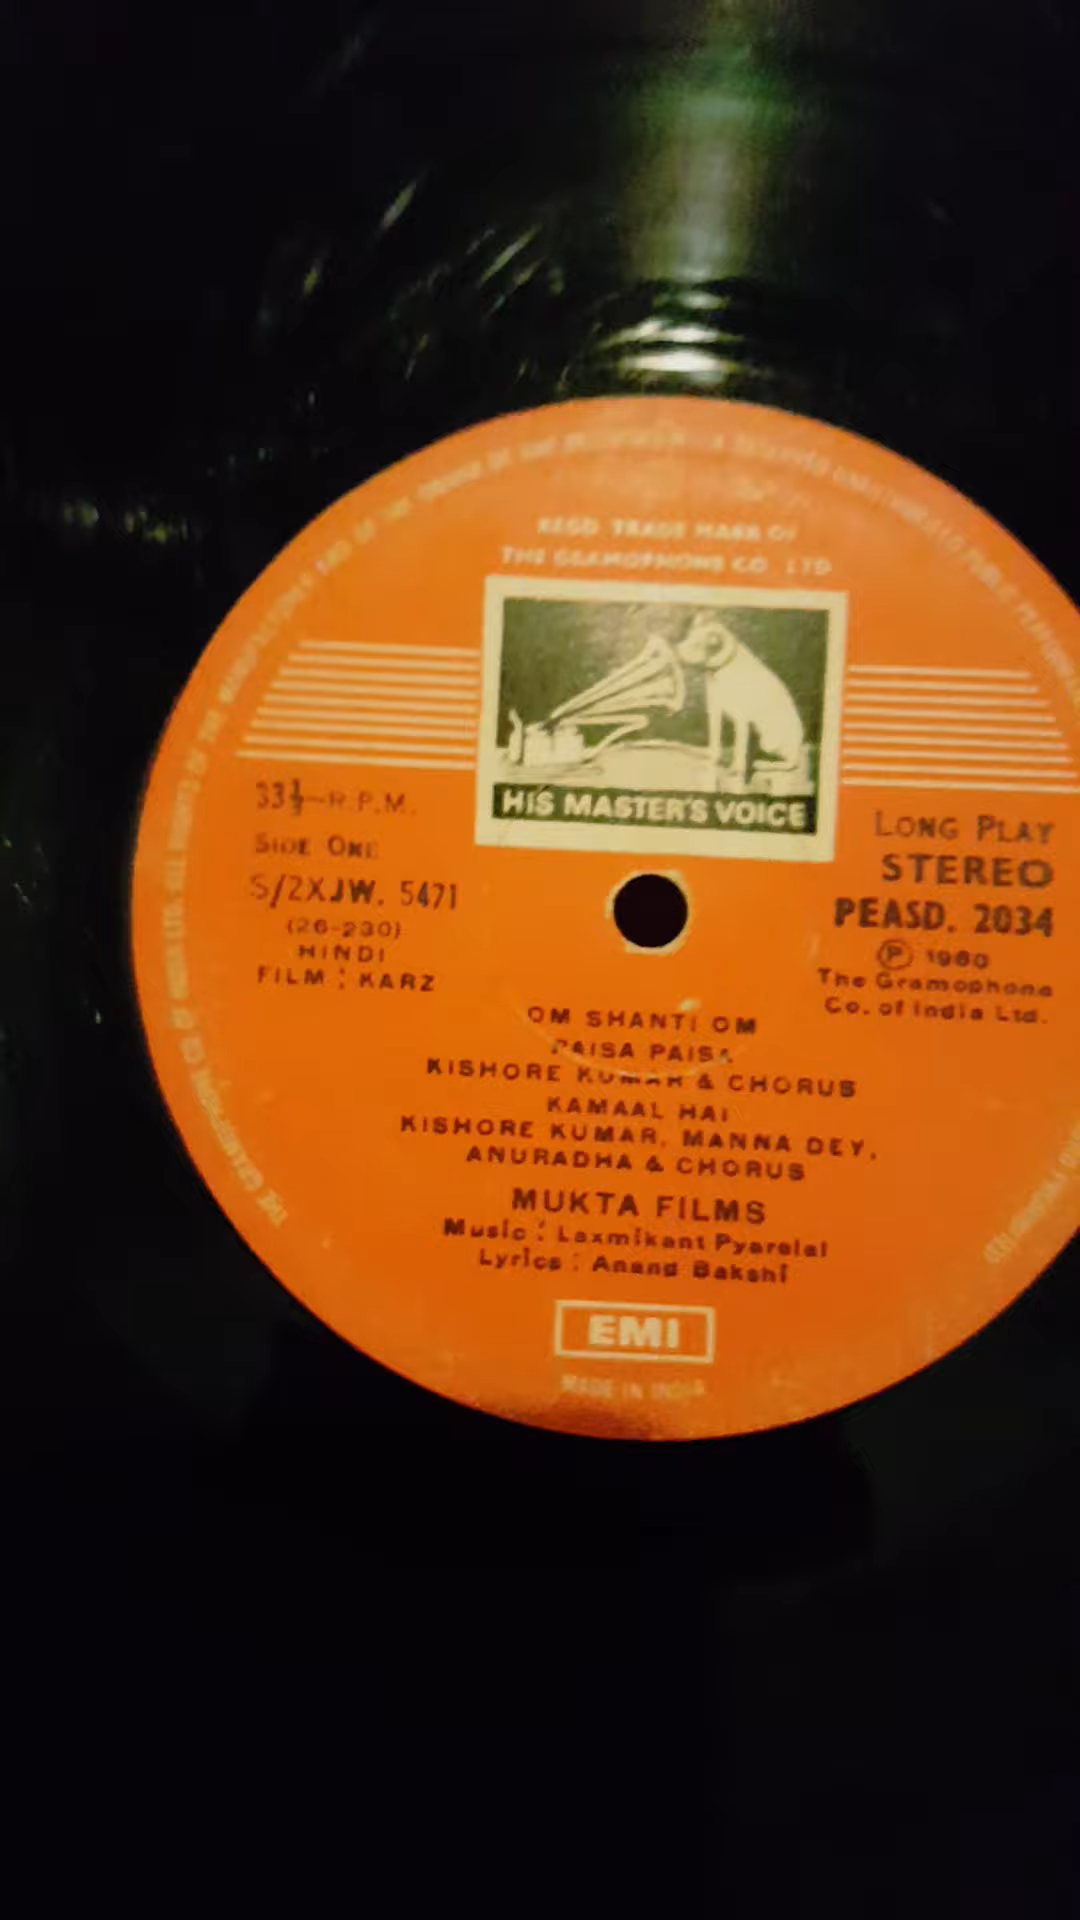 REGD. TRADE MARK OF
THE GRAMOPHONE CO. LTD
HIS MASTER'S VOICE
33⅓—R.P.M.
SIDE ONE
S/2XJW. 5471
(26-230)
HINDI
FILM : KARZ
LONG PLAY
STEREO
PEASD. 2034
Ⓟ 1980
The Gramophone
Co. of India Ltd.
OM SHANTI OM
PAISA PAISA
KISHORE KUMAR & CHORUS
KAMAAL HAI
KISHORE KUMAR, MANNA DEY,
ANURADHA & CHORUS
MUKTA FILMS
Music : Laxmikant Pyarelal
Lyrics : Anand Bakshi
EMI
MADE IN INDIA